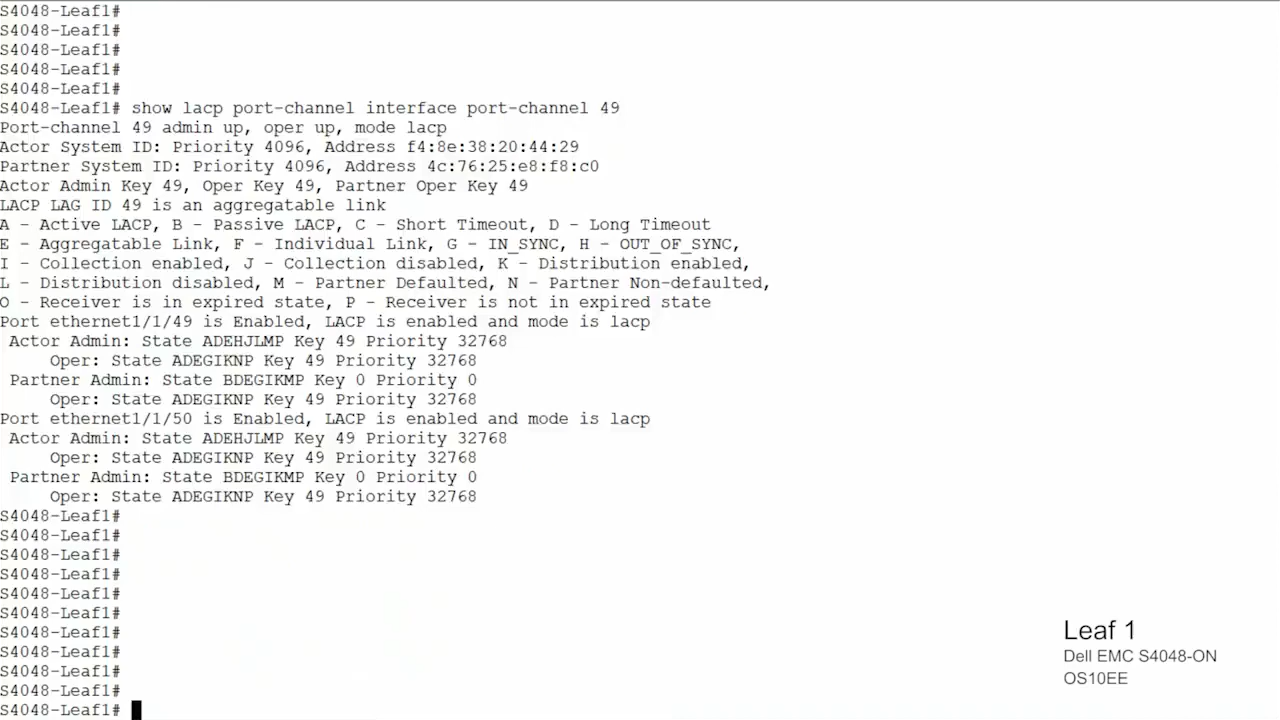 S4048-Leaf1#
S4048-Leaf1#
S4048-Leaf1#
S4048-Leaf1#
S4048-Leaf1#
S4048-Leaf1# show lacp port-channel interface port-channel 49
Port-channel 49 admin up, oper up, mode lacp
Actor System ID: Priority 4096, Address f4:8e:38:20:44:29
Partner System ID: Priority 4096, Address 4c:76:25:e8:f8:c0
Actor Admin Key 49, Oper Key 49, Partner Oper Key 49
LACP LAG ID 49 is an aggregatable link
A - Active LACP, B - Passive LACP, C - Short Timeout, D - Long Timeout
E - Aggregatable Link, F - Individual Link, G - IN_SYNC, H - OUT_OF_SYNC,
I - Collection enabled, J - Collection disabled, K - Distribution enabled,
L - Distribution disabled, M - Partner Defaulted, N - Partner Non-defaulted,
O - Receiver is in expired state, P - Receiver is not in expired state
Port ethernet1/1/49 is Enabled, LACP is enabled and mode is lacp
Actor Admin: State ADEHJLMP Key 49 Priority 32768
Oper: State ADEGIKNP Key 49 Priority 32768
Partner Admin: State BDEGIKMP Key 0 Priority 0
Oper: State ADEGIKNP Key 49 Priority 32768
Port ethernet1/1/50 is Enabled, LACP is enabled and mode is lacp
Actor Admin: State ADEHJLMP Key 49 Priority 32768
Oper: State ADEGIKNP Key 49 Priority 32768
Partner Admin: State BDEGIKMP Key 0 Priority 0
Oper: State ADEGIKNP Key 49 Priority 32768
S4048-Leaf1#
S4048-Leaf1#
S4048-Leaf1#
S4048-Leaf1#
S4048-Leaf1#
S4048-Leaf1#
S4048-Leaf1#
S4048-Leaf1#
S4048-Leaf1#
S4048-Leaf1#
S4048-Leaf1#
Leaf 1
Dell EMC S4048-ON
OS10EE